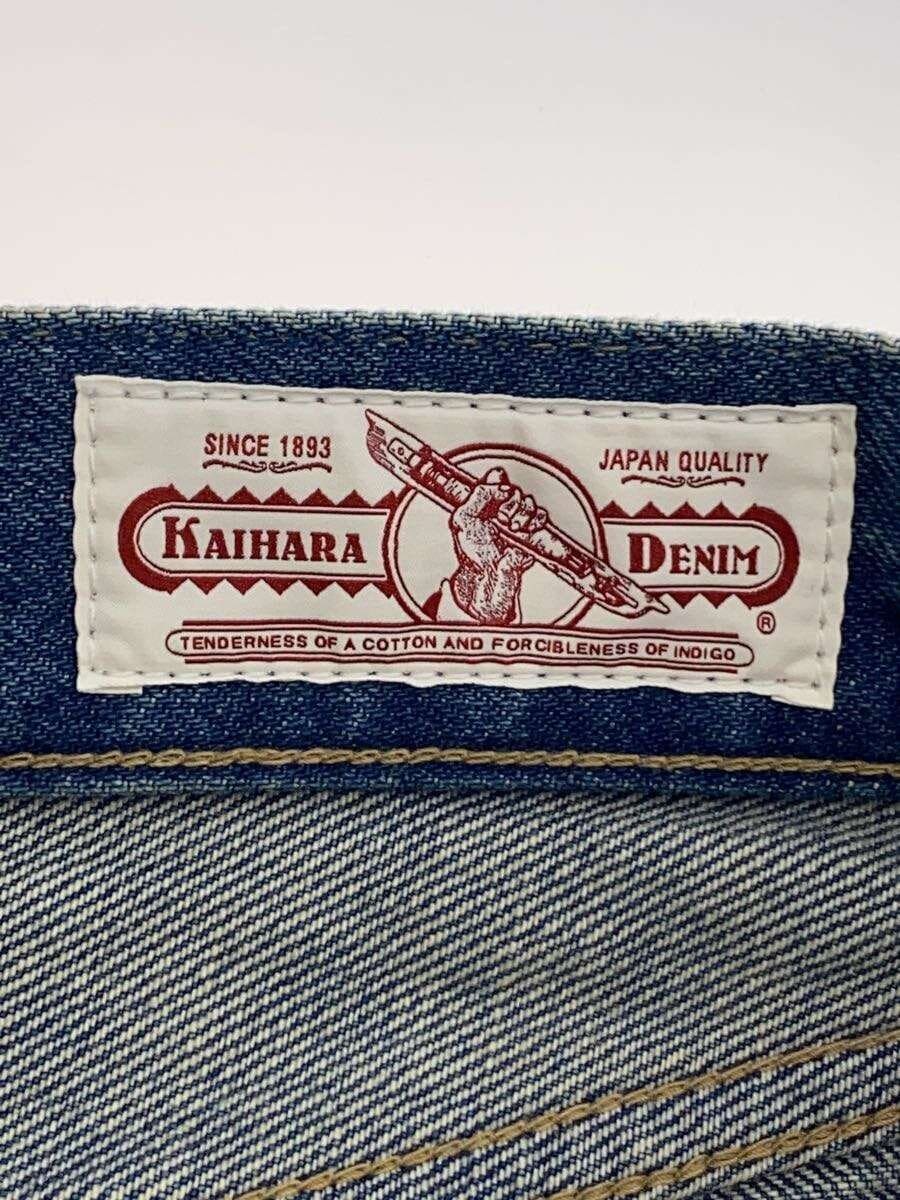 SINCE 1893
JAPAN QUALITY
KAIHARA DENIM
®
TENDERNESS OF A COTTON AND FORCIBLENESS OF INDIGO